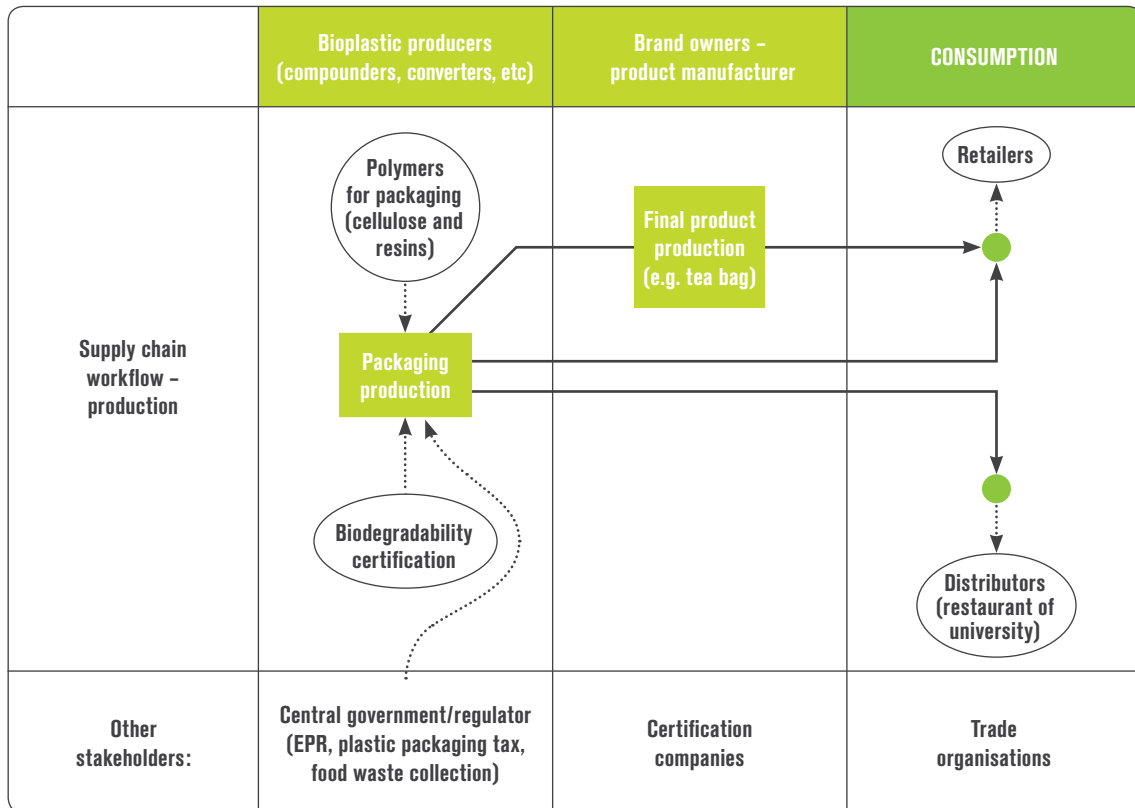 Bioplastic producers
(compounders, converters, etc)
Brand owners –
product manufacturer
CONSUMPTION
Supply chain
workflow –
production
Polymers
for packaging
(cellulose and
resins)
Packaging
production
Biodegradability
certification
Final product
production
(e.g. tea bag)
Retailers
Distributors
(restaurant of
university)
Other
stakeholders:
Central government/regulator
(EPR, plastic packaging tax,
food waste collection)
Certification
companies
Trade
organisations